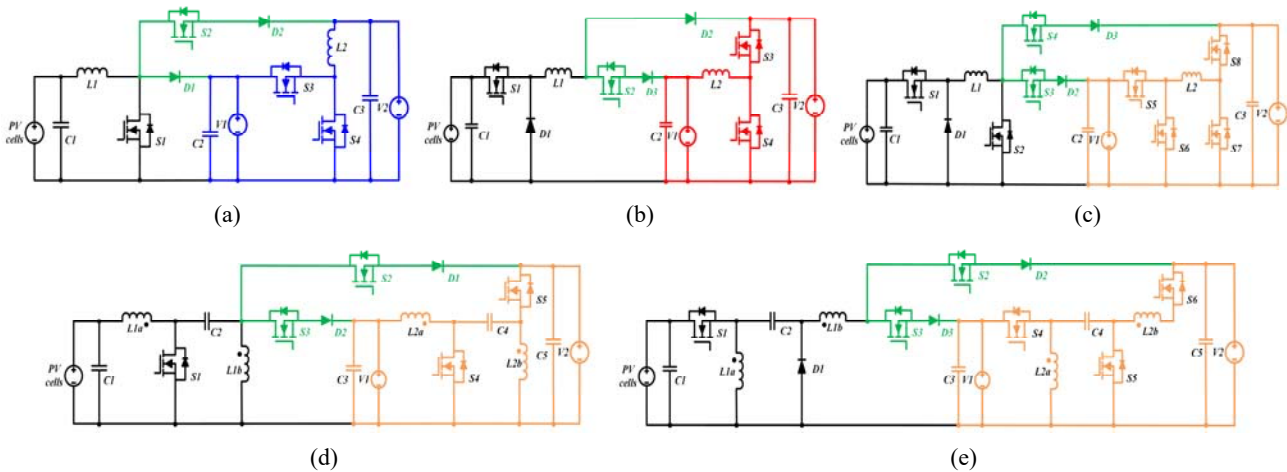 S2 D2
L2
L1 D1 S3 C3 V2
PV cells C1 S1 C2 V1 S4
(a)
D2 S3
S1 L1 S2 D3 L2 C3 V2
PV cells C1 D1 C2 V1 S4
(b)
S4 D3 S8
S1 L1 S3 D2 S5 L2 C3 V2
PV cells C1 D1 S2 C2 V1 S6 S7
(c)
S2 D1 S5
L1a C2 S3 D2 L2a C4 C5 V2
PV cells C1 S1 L1b C3 V1 S4 L2b
(d)
S2 D2 S6
S1 C2 L1b S3 D3 S4 C4 L2b C5 V2
PV cells C1 L1a D1 C3 V1 L2a S5
(e)